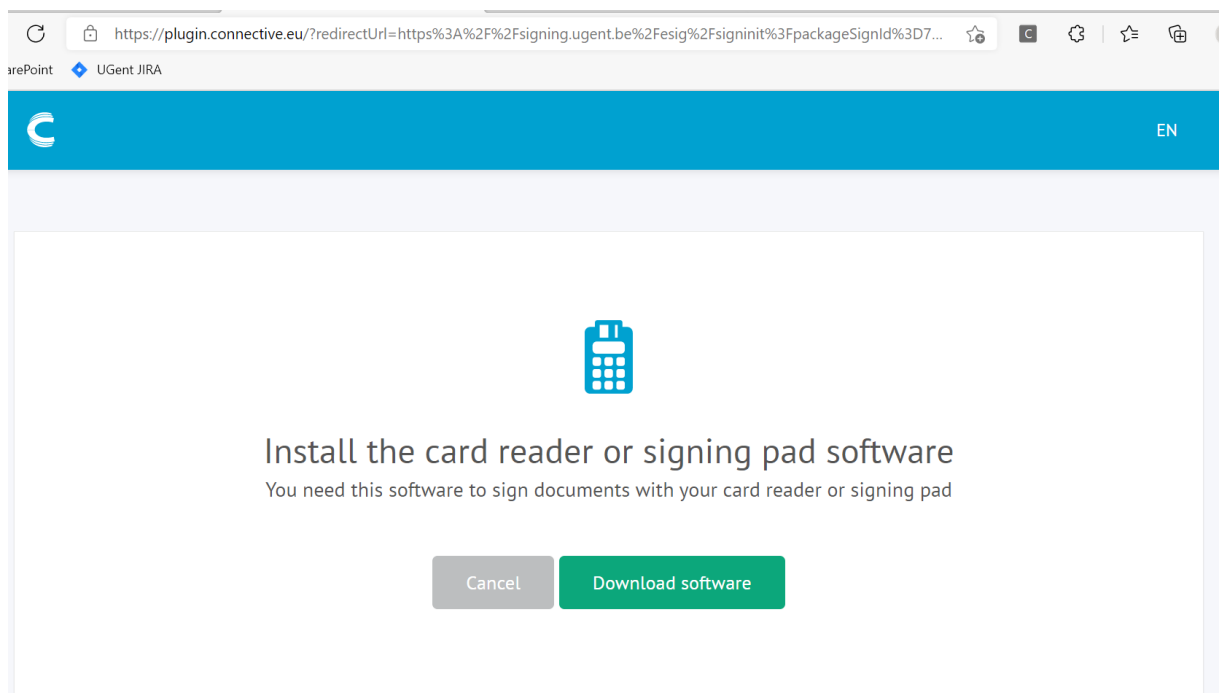 https://plugin.connective.eu/?redirectUrl=https%3A%2F%2Fsigning.ugent.be%2Fesig%2Fsigninit%3FpackageSignId%3D7...
C
arePoint
UGent JIRA
EN
Install the card reader or signing pad software
You need this software to sign documents with your card reader or signing pad
Cancel
Download software